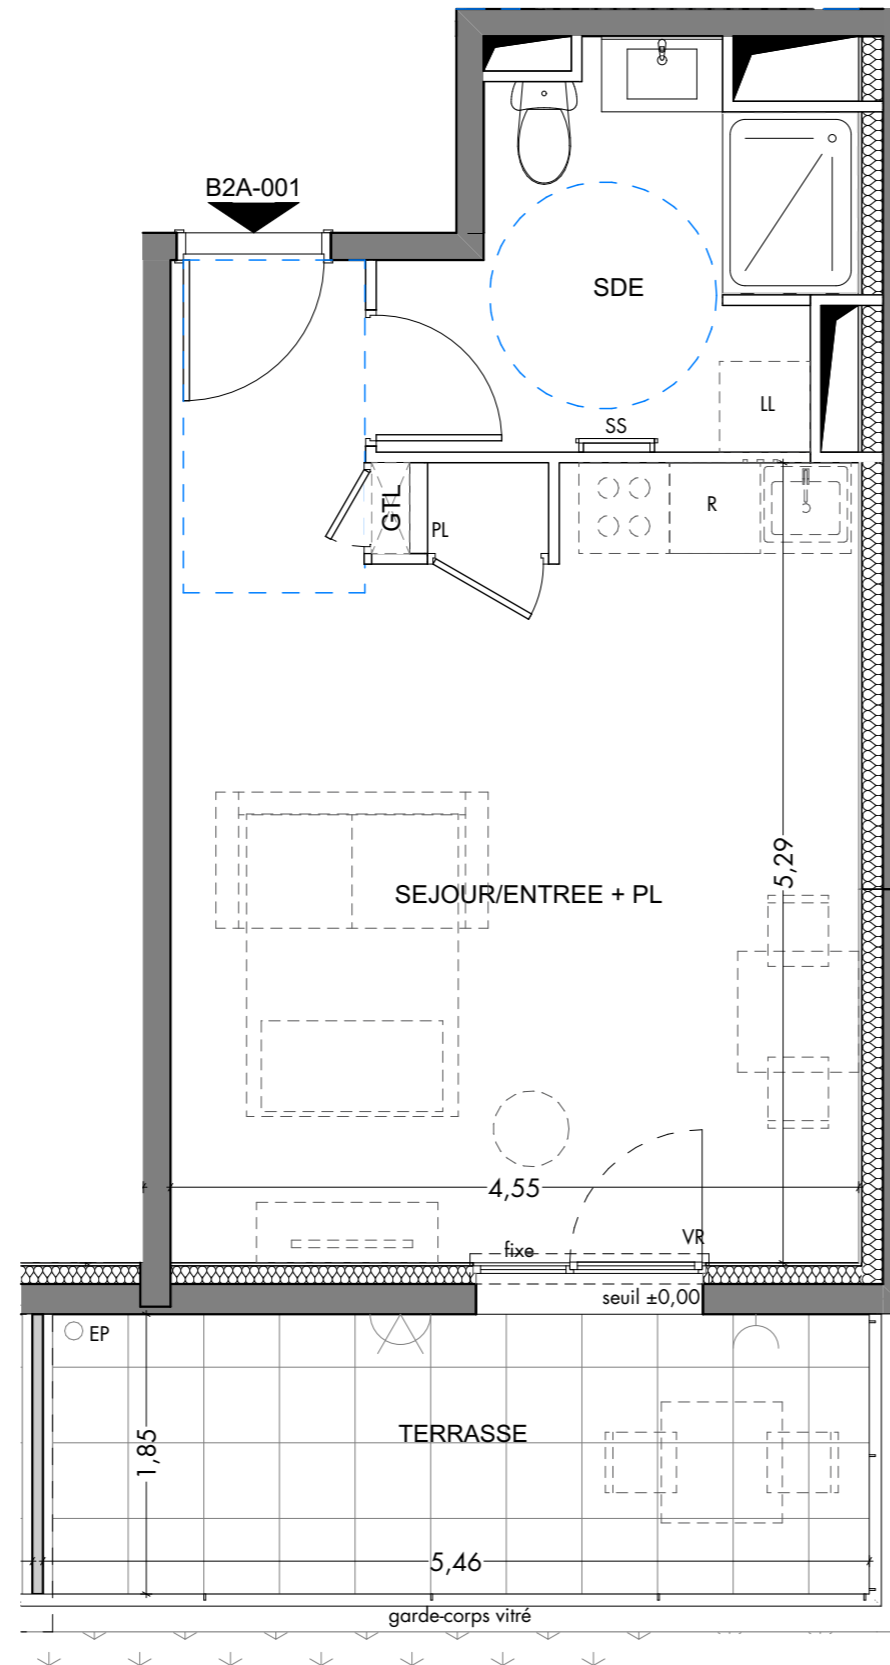 B2A-001
SDE
LL
SS
GTL
PL
R
5,29
SEJOUR/ENTREE + PL
4,55
fixe
VR
seuil ±0,00
EP
TERRASSE
1,85
5,46
garde-corps vitré